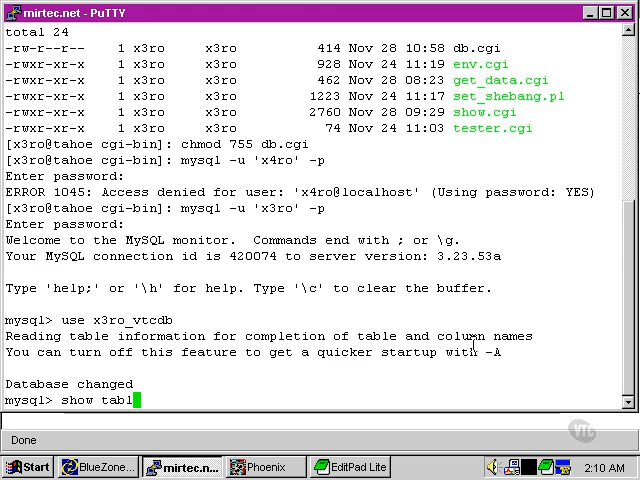 mirtec.net - PuTTY
total 24
-rw-r--r-- 1 x3ro x3ro 414 Nov 28 10:58 db.cgi
-rwxr-xr-x 1 x3ro x3ro 928 Nov 24 11:19 env.cgi
-rwxr-xr-x 1 x3ro x3ro 462 Nov 28 08:23 get_data.cgi
-rwxr-xr-x 1 x3ro x3ro 1223 Nov 24 11:17 set_shebang.pl
-rwxr-xr-x 1 x3ro x3ro 2760 Nov 28 09:29 show.cgi
-rwxr-xr-x 1 x3ro x3ro 74 Nov 24 11:03 tester.cgi
[x3ro@tahoe cgi-bin]: chmod 755 db.cgi
[x3ro@tahoe cgi-bin]: mysql -u 'x4ro' -p
Enter password:
ERROR 1045: Access denied for user: 'x4ro@localhost' (Using password: YES)
[x3ro@tahoe cgi-bin]: mysql -u 'x3ro' -p
Enter password:
Welcome to the MySQL monitor. Commands end with ; or \g.
Your MySQL connection id is 420074 to server version: 3.23.53a
Type 'help;' or '\h' for help. Type '\c' to clear the buffer.
mysql> use x3ro_vtcdb
Reading table information for completion of table and column names
You can turn off this feature to get a quicker startup with -A
Database changed
mysql> show tabl
Done
VTC
Start BlueZone... mirtec.n... Phoenix EditPad Lite 2:10 AM